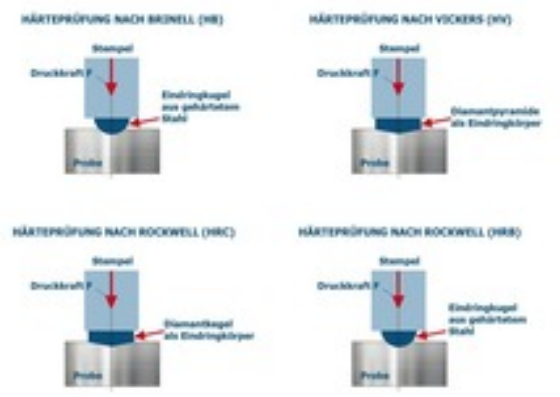 HÄRTEPRÜFUNG NACH BRINELL (HB)
Stempel
Druckkraft F
Eindringkugel
aus gehärtetem
Stahl
Probe
HÄRTEPRÜFUNG NACH VICKERS (HV)
Stempel
Druckkraft F
Diamantpyramide
als Eindringkörper
Probe
HÄRTEPRÜFUNG NACH ROCKWELL (HRC)
Stempel
Druckkraft F
Diamantkegel
als Eindringkörper
Probe
HÄRTEPRÜFUNG NACH ROCKWELL (HRB)
Stempel
Druckkraft F
Eindringkugel
aus gehärtetem
Stahl
Probe